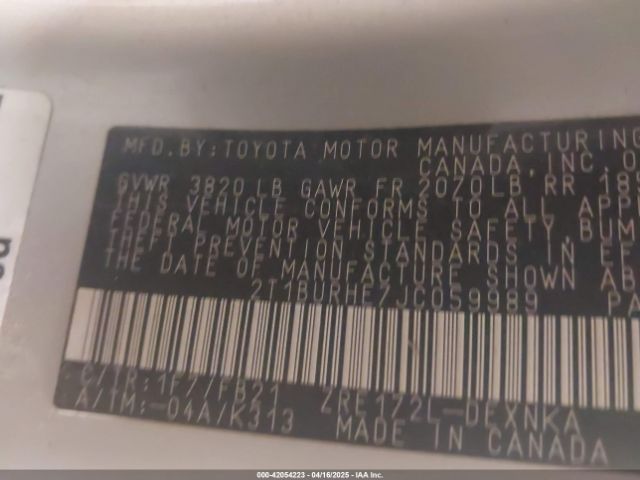 MFD. BY:TOYOTA MOTOR MANUFACTURING
CANADA,INC.
GVWR 3820 LB GAWR FR 2070LB RR
THIS VEHICLE CONFORMS TO ALL
FEDERAL MOTOR VEHICLE SAFETY,
THEFT PREVENTION STANDARDS IN
THE DATE OF MANUFACTURE SHOWN
2T1BURHE7JC059989
C/TR:1F7/FB21 ZRE172L-DEXNKA
A/TM:-04A/K313 MADE IN CANADA
000-42054223 - 04/16/2025 - IAA Inc.